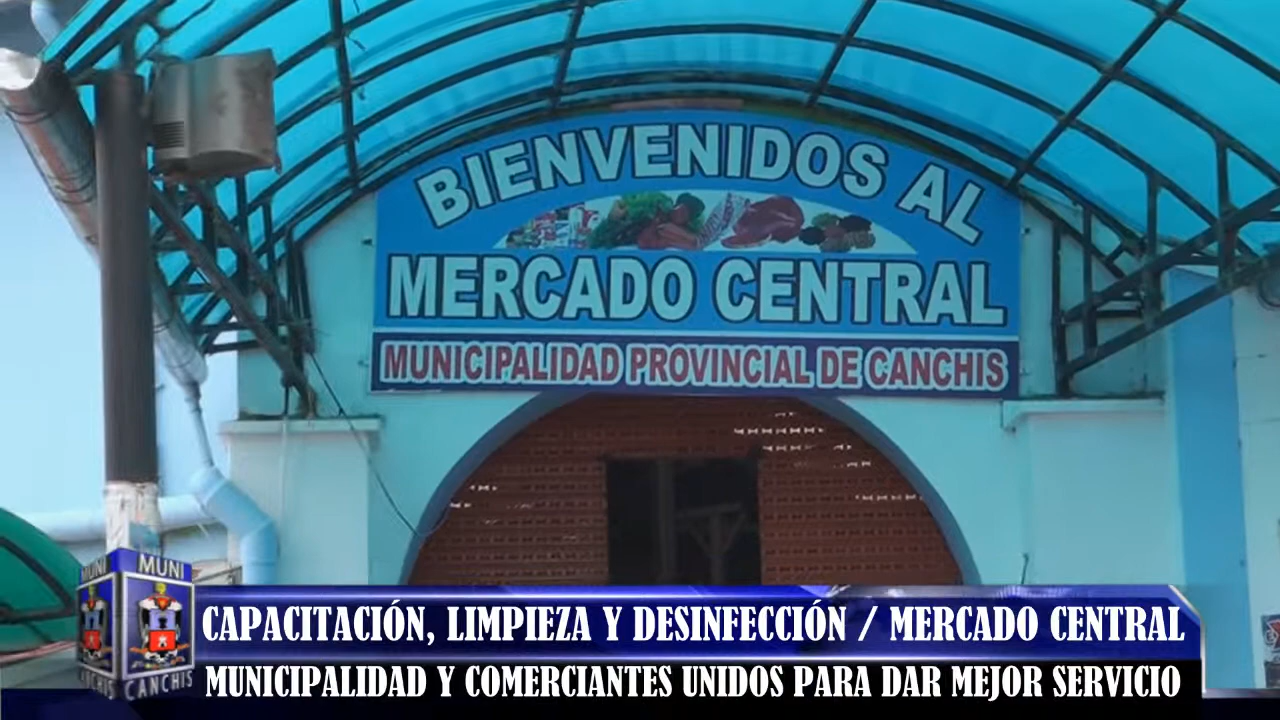 BIENVENIDOS AL
MERCADO CENTRAL
MUNICIPALIDAD PROVINCIAL DE CANCHIS
MUNI MUNI
CANCHIS CANCHIS
CAPACITACIÓN, LIMPIEZA Y DESINFECCIÓN / MERCADO CENTRAL
MUNICIPALIDAD Y COMERCIANTES UNIDOS PARA DAR MEJOR SERVICIO